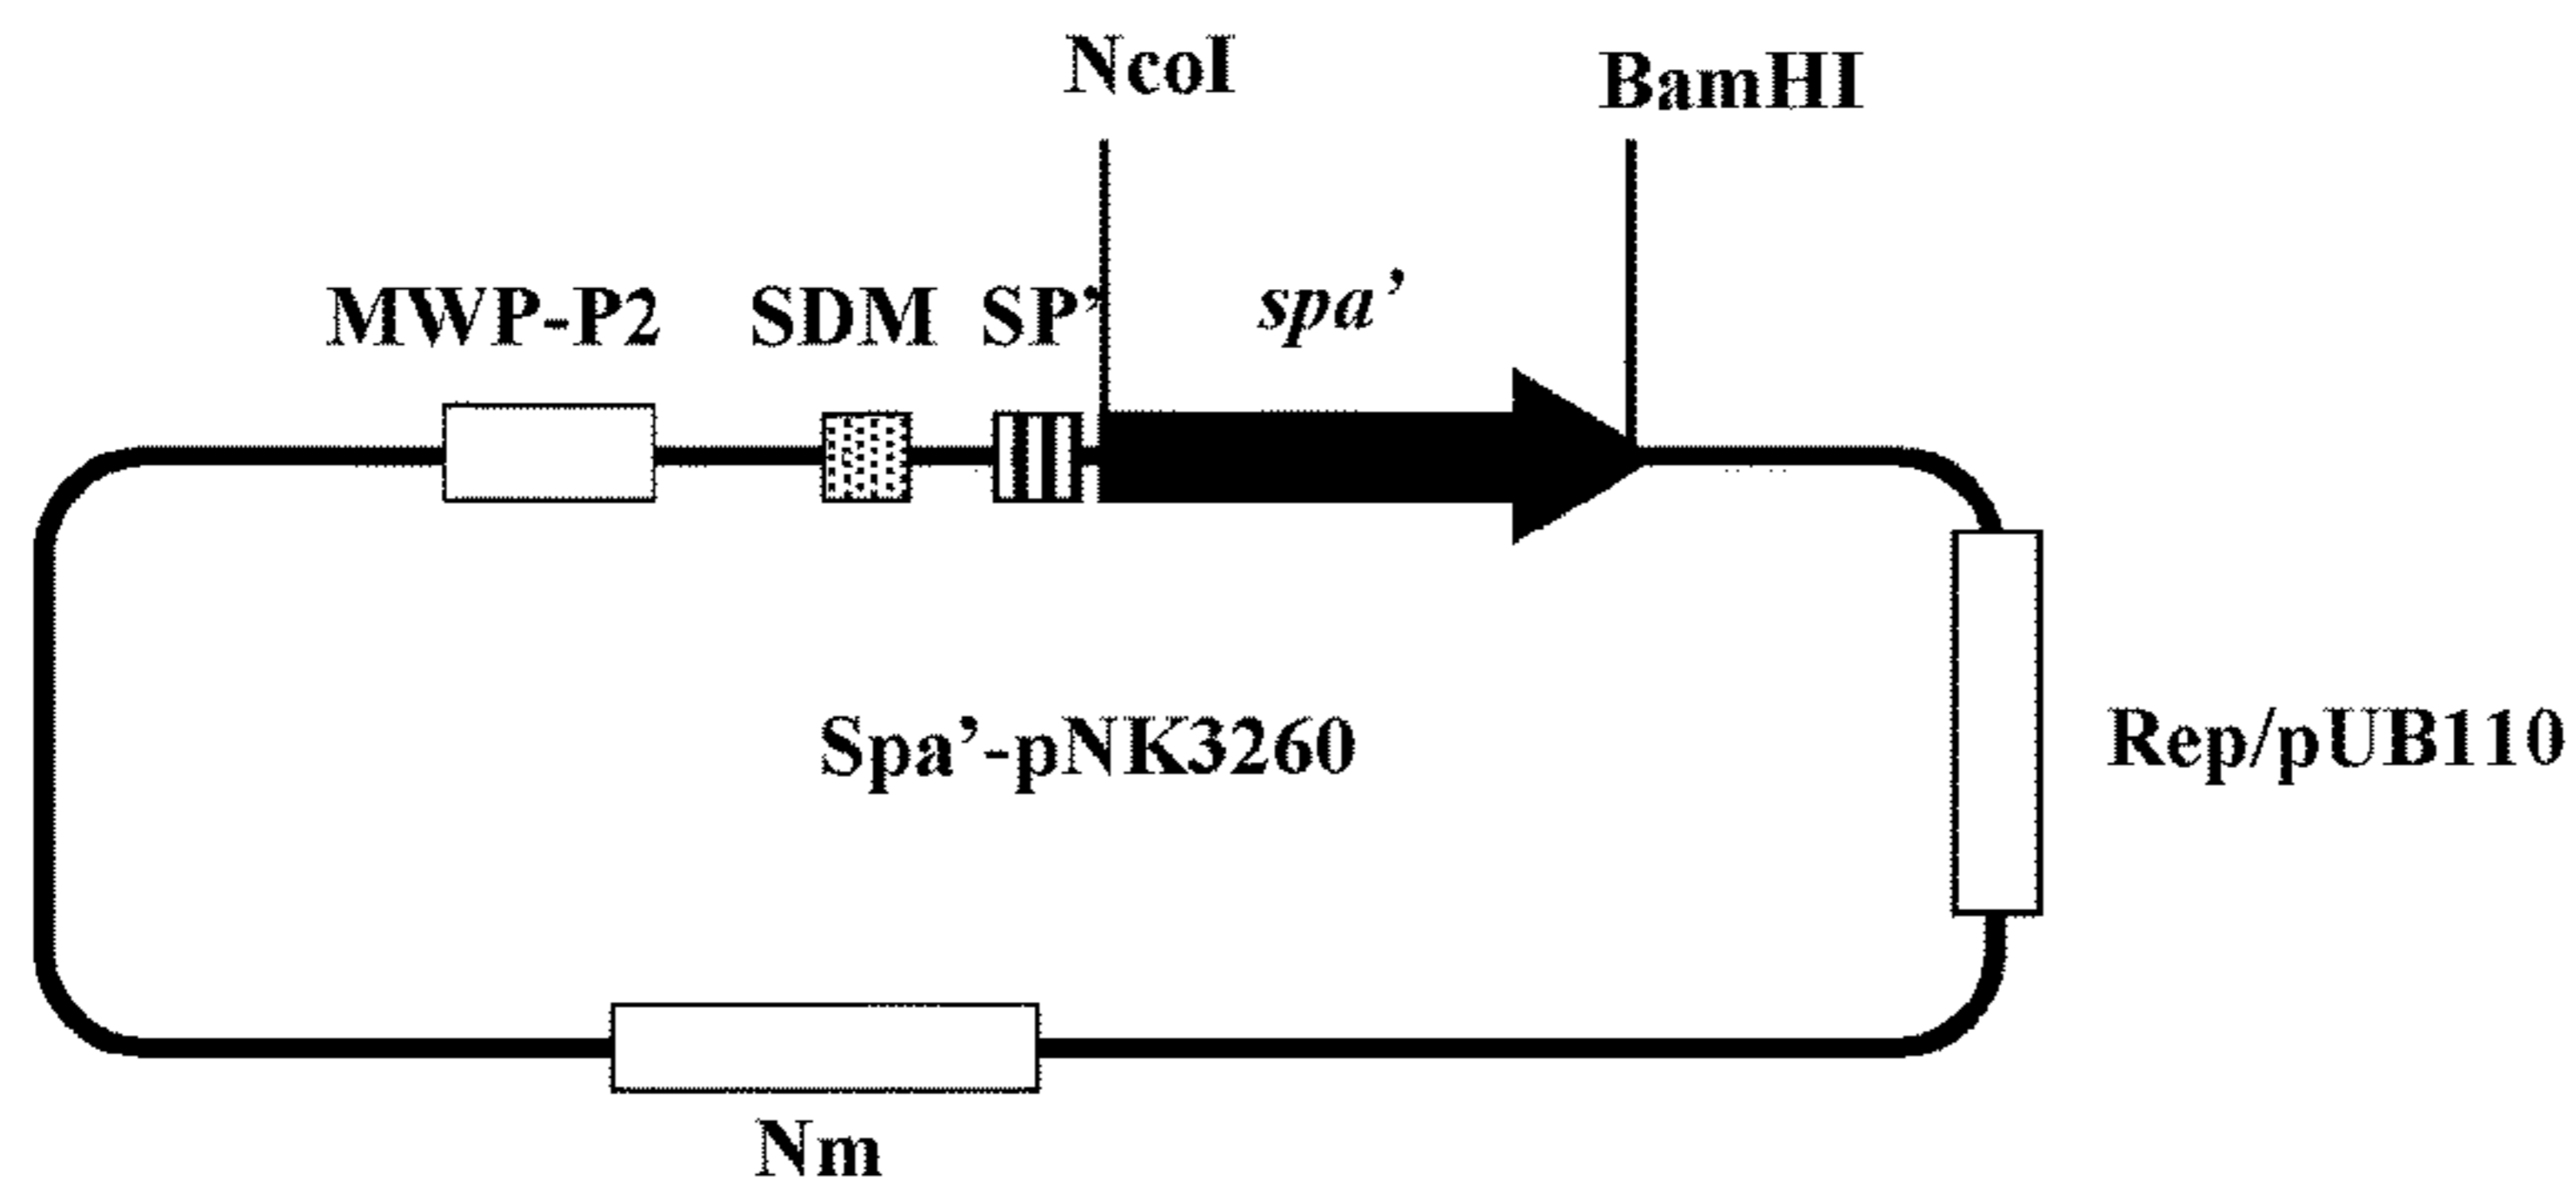 NcoI
BamHI
MWP-P2
SDM
SP’
spa’
Spa’-pNK3260
Rep/pUB110
Nm